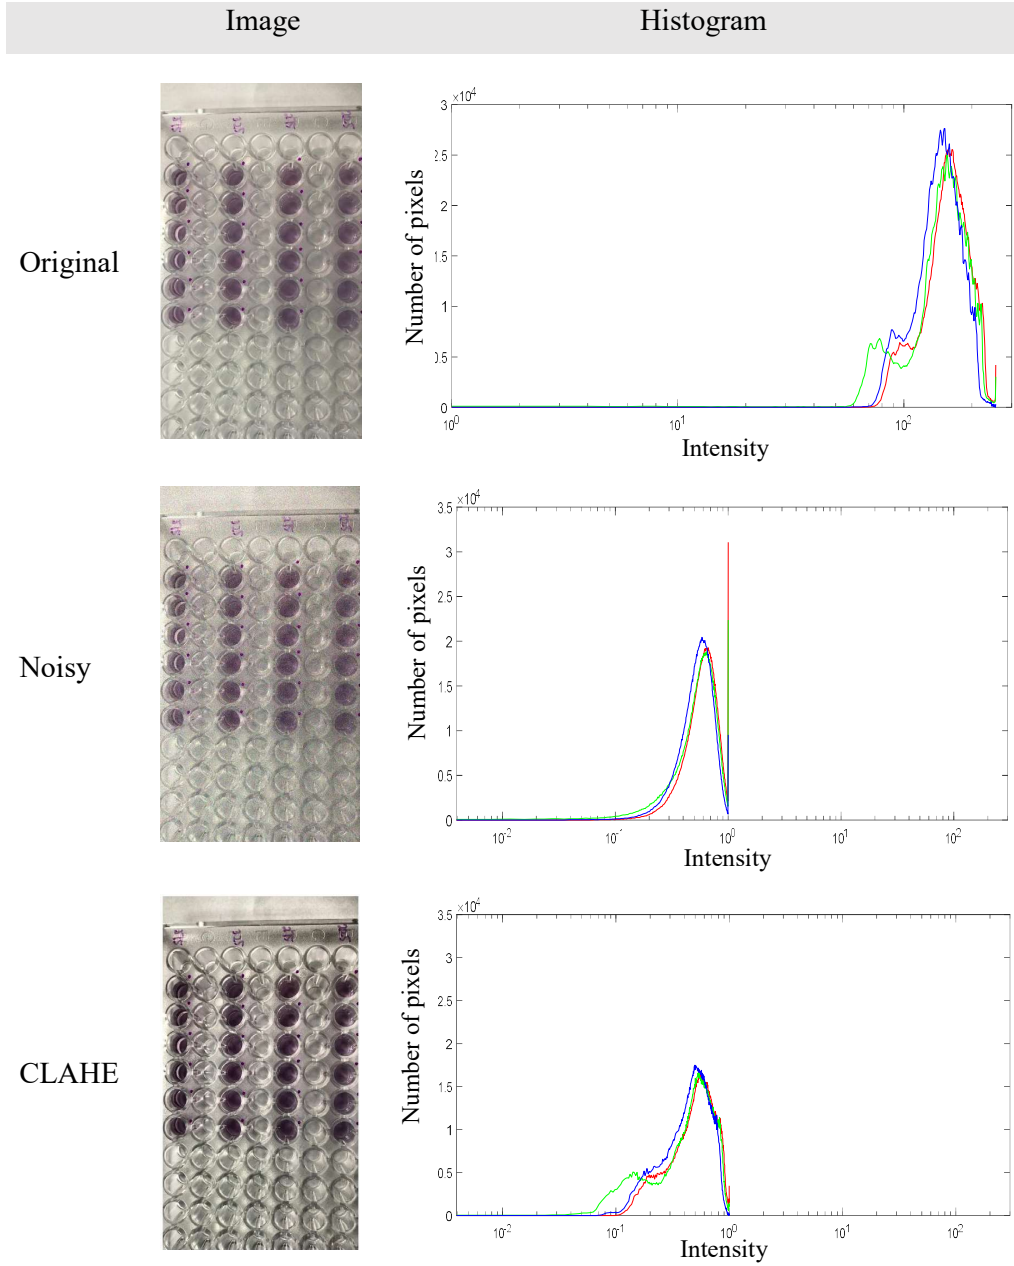 Image Histogram
Original
×10⁴
3
2.5
2
1.5
1
0.5
0
10⁰ 10¹ 10²
Number of pixels
Intensity
Noisy
×10⁴
3.5
3
2.5
2
1.5
1
0.5
0
10⁻² 10⁻¹ 10⁰ 10¹ 10²
Number of pixels
Intensity
CLAHE
×10⁴
3.5
3
2.5
2
1.5
1
0.5
0
10⁻² 10⁻¹ 10⁰ 10¹ 10²
Number of pixels
Intensity